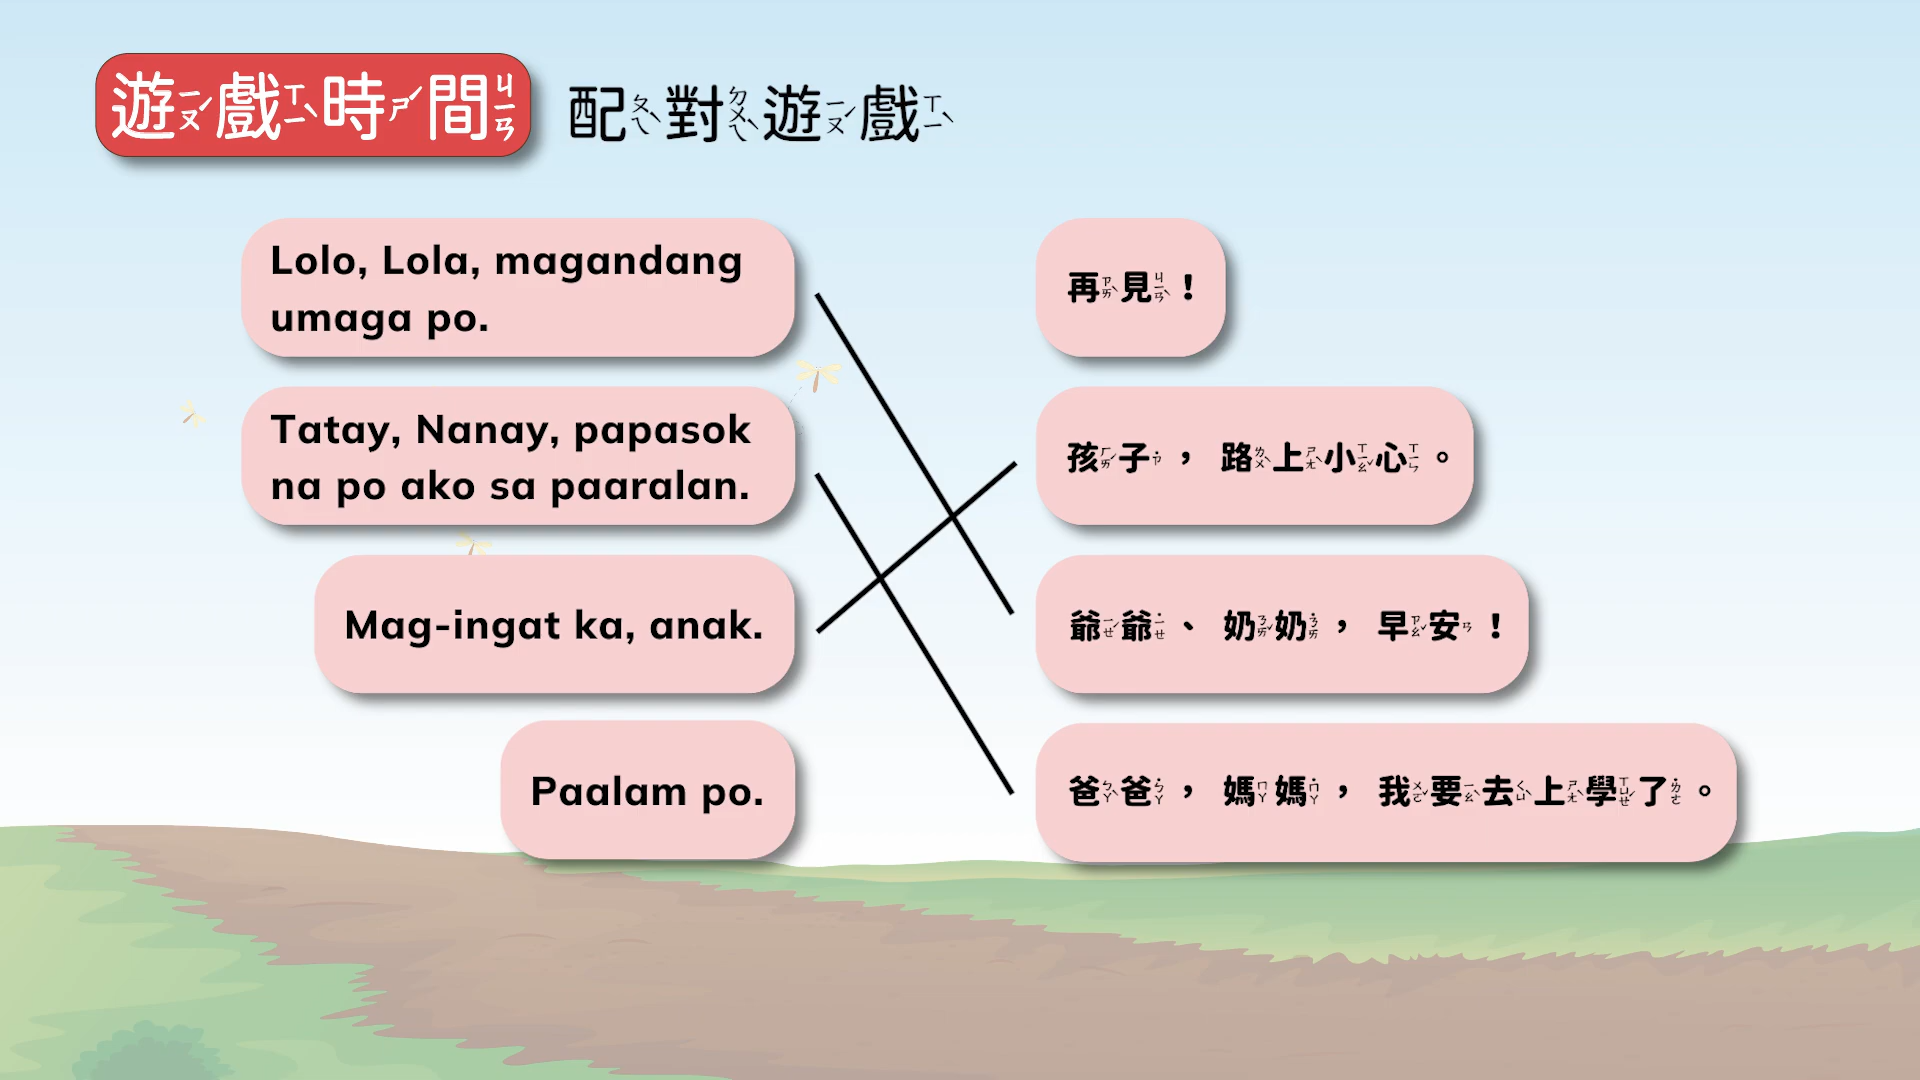 遊戲時間 配對遊戲
Lolo, Lola, magandang
umaga po.
再見！
Tatay, Nanay, papasok
na po ako sa paaralan.
孩子， 路上小心。
Mag-ingat ka, anak.
爺爺、 奶奶， 早安！
Paalam po.
爸爸， 媽媽， 我要去上學了。